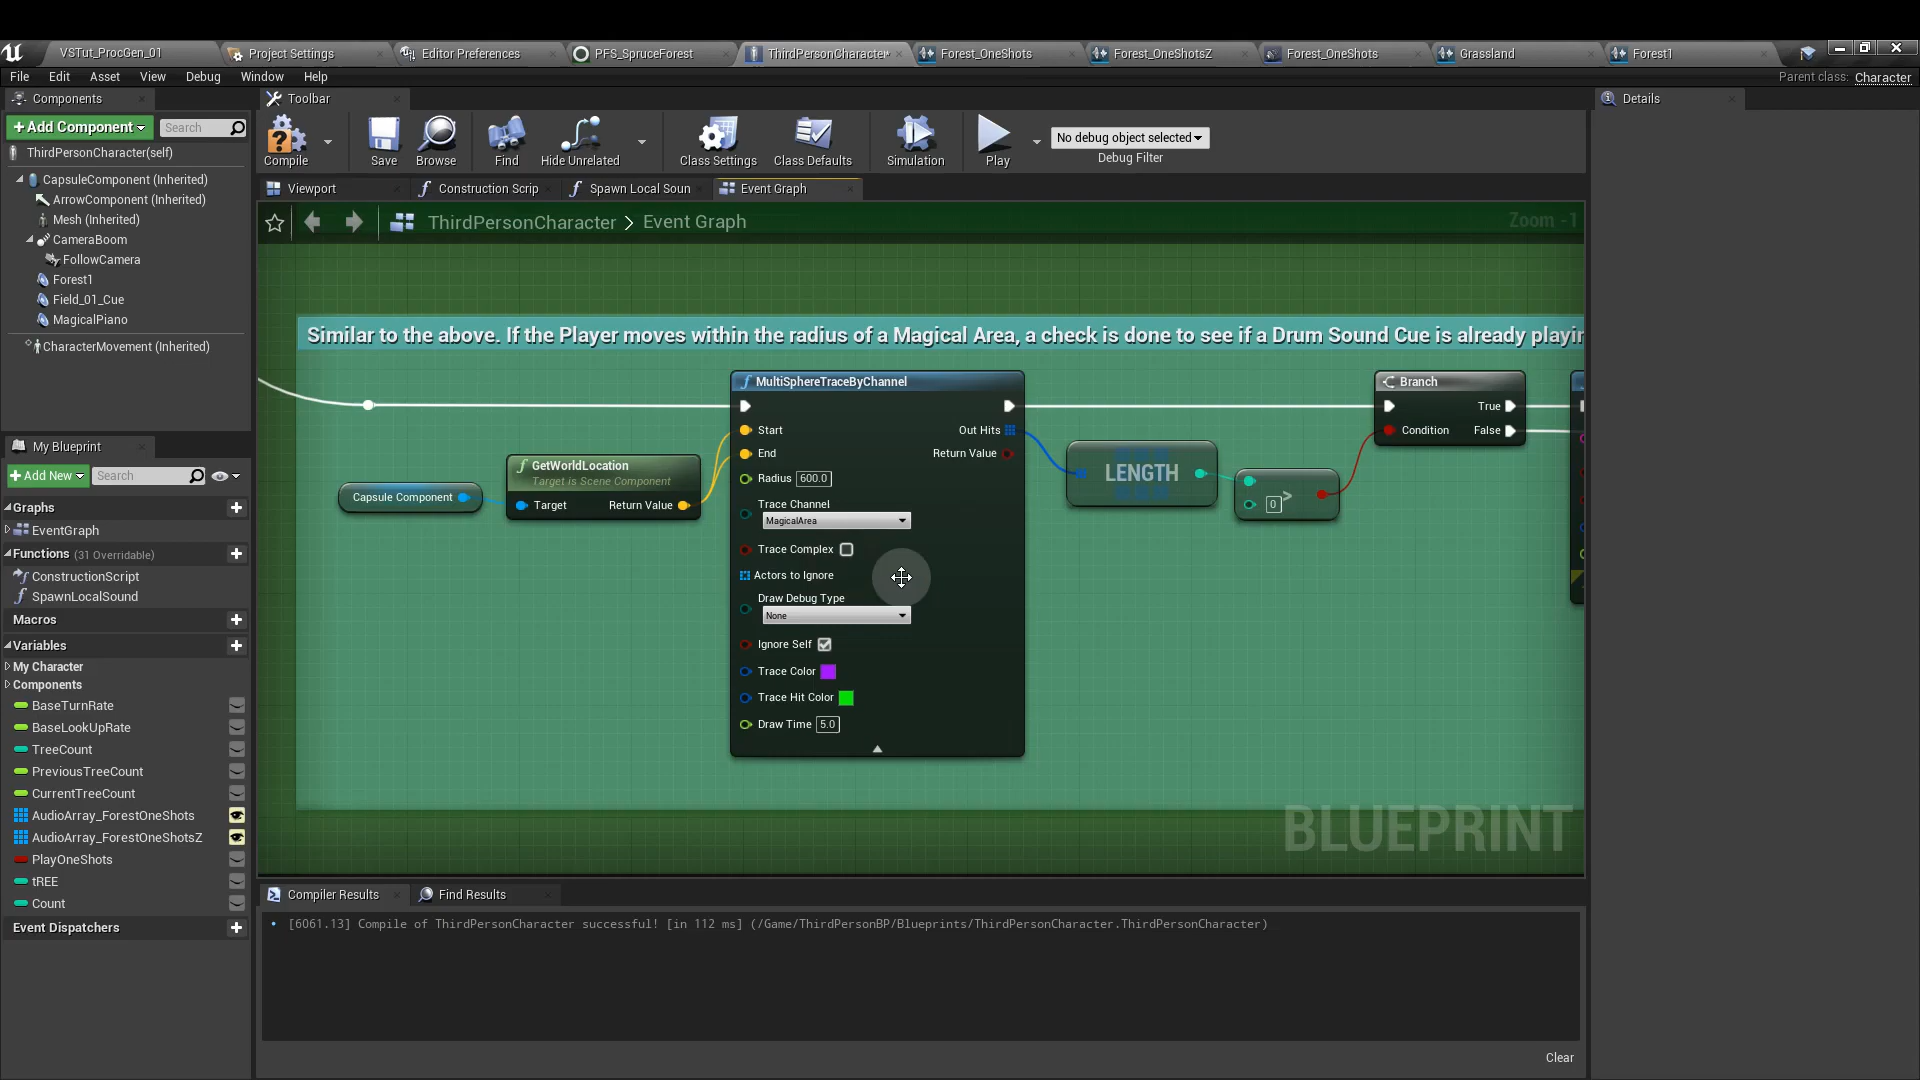 VSTut_ProcGen_01
Project Settings
Editor Preferences
PFS_SpruceForest
ThirdPersonCharacter*
Forest_OneShots
Forest_OneShotsZ
Forest_OneShots
Grassland
Forest1
File Edit Asset View Debug Window Help
Parent class: Character
Components
+ Add Component
Search
ThirdPersonCharacter(self)
CapsuleComponent (Inherited)
ArrowComponent (Inherited)
Mesh (Inherited)
CameraBoom
FollowCamera
Forest1
Field_01_Cue
MagicalPiano
CharacterMovement (Inherited)
My Blueprint
+ Add New
Search
Graphs
EventGraph
Functions (31 Overridable)
ConstructionScript
SpawnLocalSound
Macros
Variables
My Character
Components
BaseTurnRate
BaseLookUpRate
TreeCount
PreviousTreeCount
CurrentTreeCount
AudioArray_ForestOneShots
AudioArray_ForestOneShotsZ
PlayOneShots
tREE
Count
Event Dispatchers
Toolbar
Compile
Save
Browse
Find
Hide Unrelated
Class Settings
Class Defaults
Simulation
Play
No debug object selected
Debug Filter
Viewport
Construction Scrip
Spawn Local Soun
Event Graph
ThirdPersonCharacter > Event Graph
Zoom -1
Similar to the above. If the Player moves within the radius of a Magical Area, a check is done to see if a Drum Sound Cue is already playin
Capsule Component
GetWorldLocation
Target is Scene Component
Target
Return Value
MultiSphereTraceByChannel
Start
Out Hits
End
Return Value
Radius 600.0
Trace Channel
MagicalArea
Trace Complex
Actors to Ignore
Draw Debug Type
None
Ignore Self
Trace Color
Trace Hit Color
Draw Time 5.0
LENGTH
>
0
Branch
True
Condition
False
BLUEPRINT
Compiler Results
Find Results
[6061.13] Compile of ThirdPersonCharacter successful! [in 112 ms] (/Game/ThirdPersonBP/Blueprints/ThirdPersonCharacter.ThirdPersonCharacter)
Clear
Details